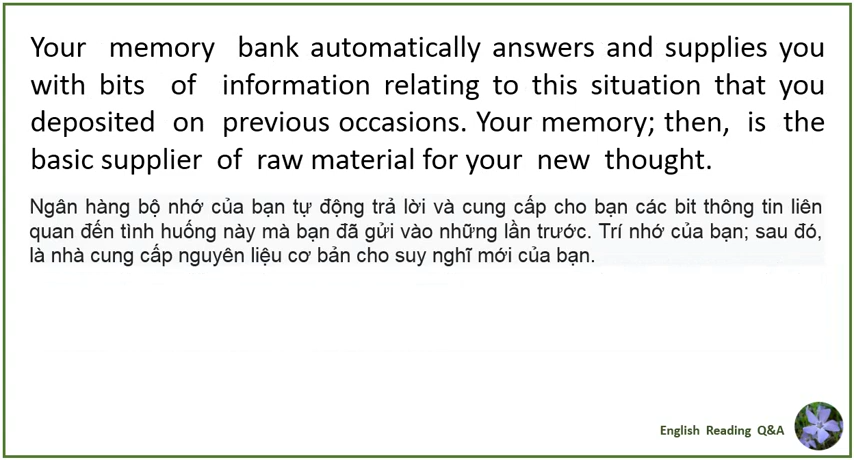 Your memory bank automatically answers and supplies you
with bits of information relating to this situation that you
deposited on previous occasions. Your memory; then, is the
basic supplier of raw material for your new thought.
Ngân hàng bộ nhớ của bạn tự động trả lời và cung cấp cho bạn các bit thông tin liên
quan đến tình huống này mà bạn đã gửi vào những lần trước. Trí nhớ của bạn; sau đó,
là nhà cung cấp nguyên liệu cơ bản cho suy nghĩ mới của bạn.
English Reading Q&A